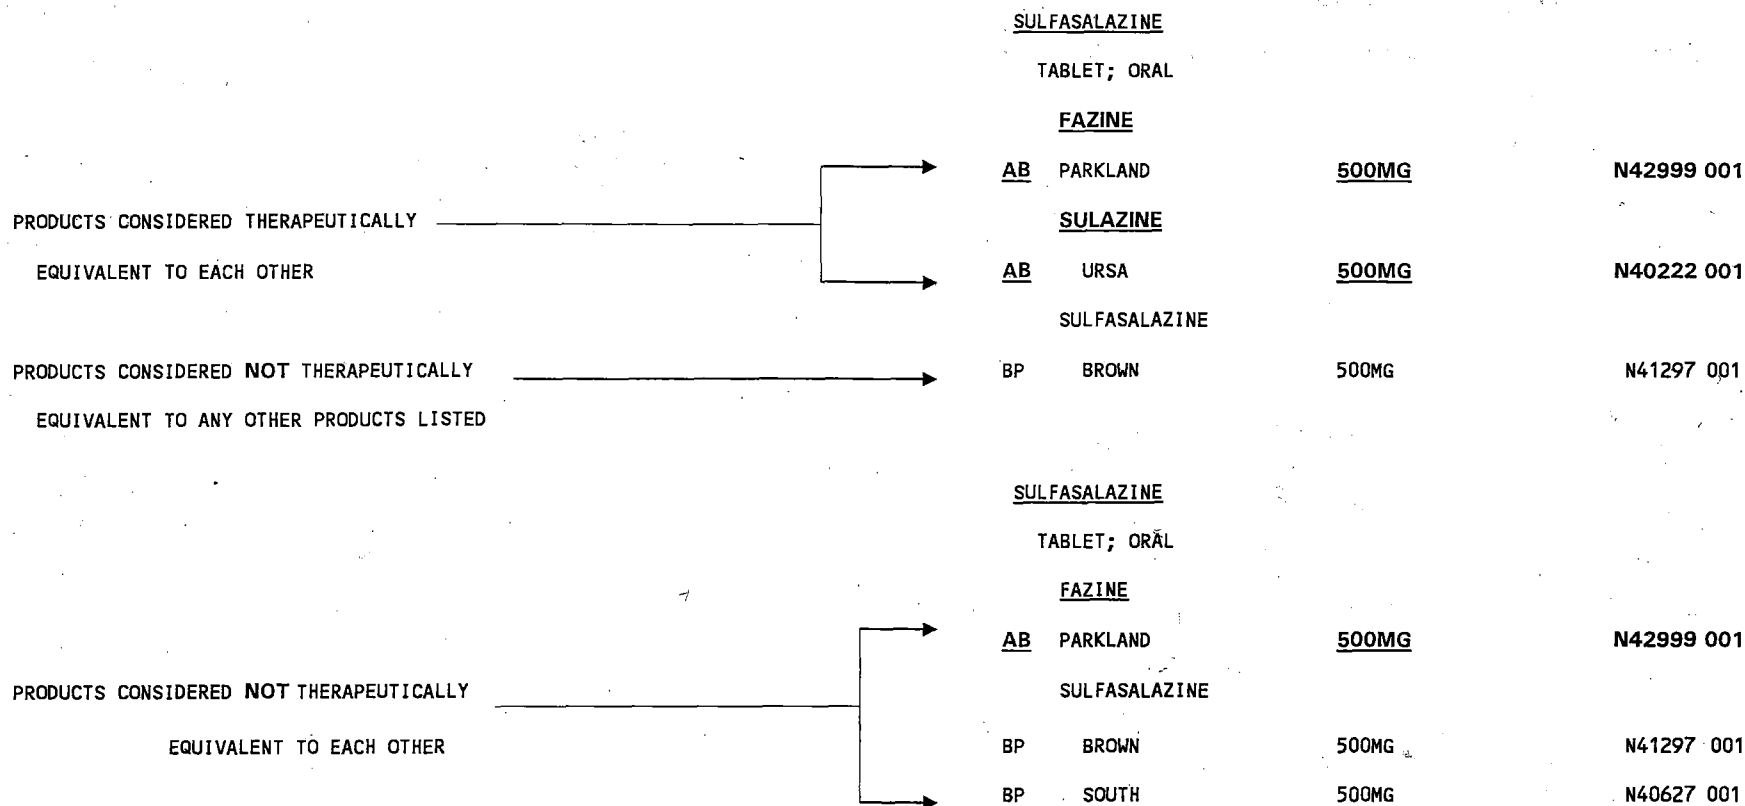 SULFASALAZINE
TABLET; ORAL
FAZINE
AB PARKLAND 500MG N42999 001
PRODUCTS CONSIDERED THERAPEUTICALLY SULAZINE
EQUIVALENT TO EACH OTHER AB URSA 500MG N40222 001
SULFASALAZINE
PRODUCTS CONSIDERED NOT THERAPEUTICALLY BP BROWN 500MG N41297 001
EQUIVALENT TO ANY OTHER PRODUCTS LISTED
SULFASALAZINE
TABLET; ORAL
FAZINE
AB PARKLAND 500MG N42999 001
PRODUCTS CONSIDERED NOT THERAPEUTICALLY SULFASALAZINE
EQUIVALENT TO EACH OTHER BP BROWN 500MG N41297 001
BP SOUTH 500MG N40627 001